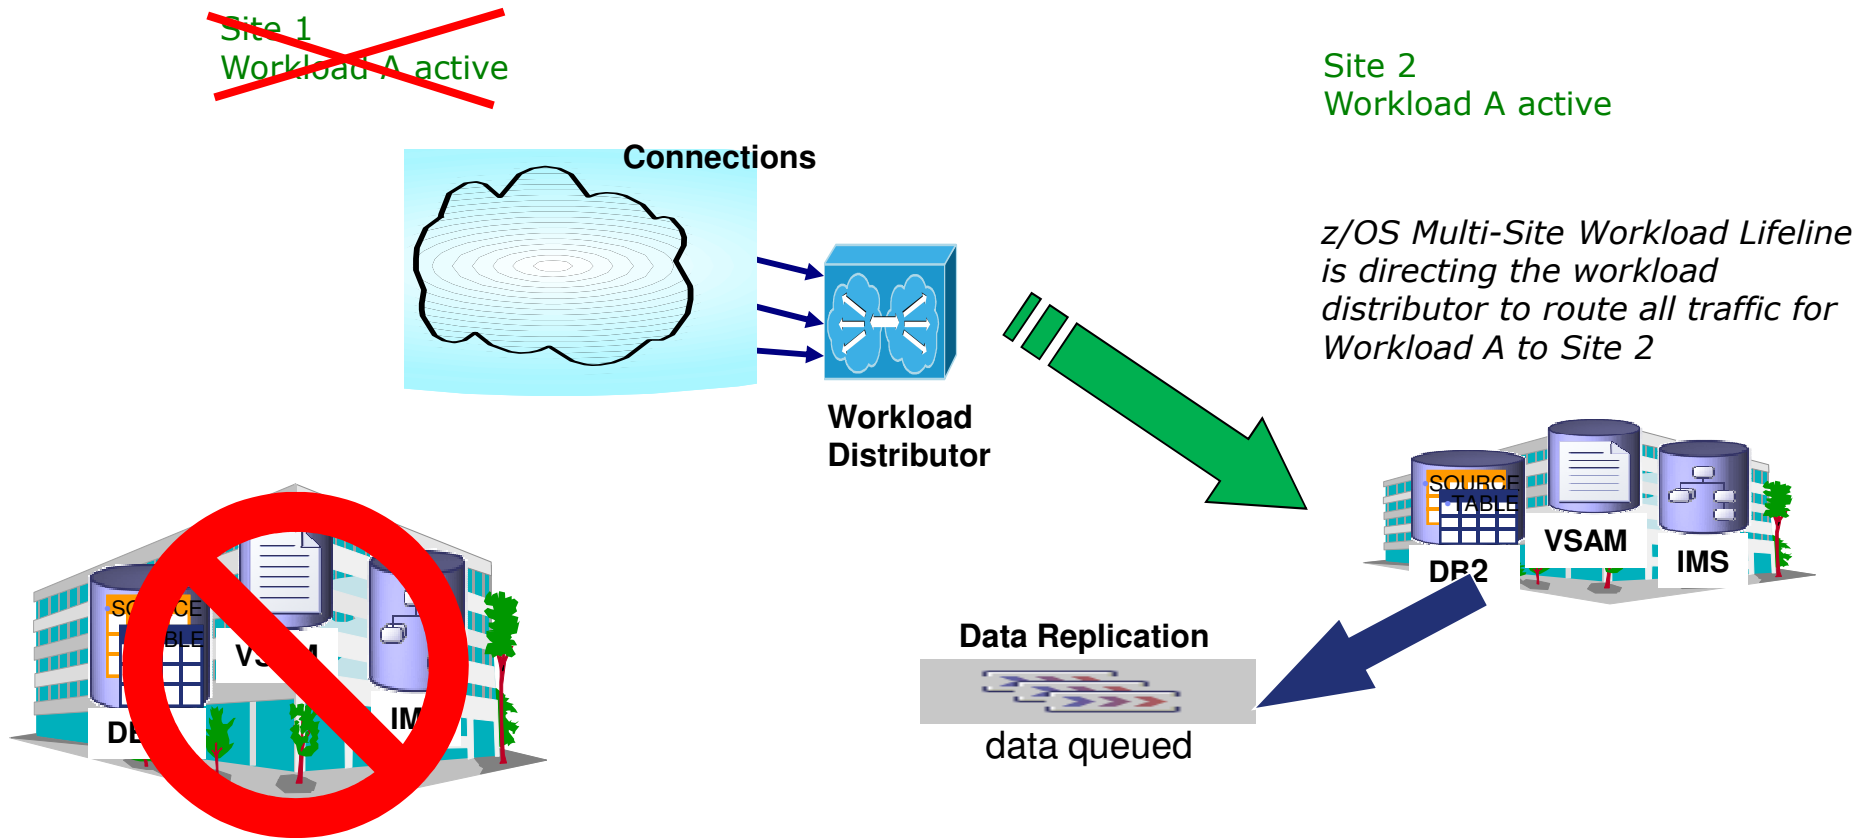 Site 1
Workload A active
Site 2
Workload A active
Connections
z/OS Multi-Site Workload Lifeline
is directing the workload
distributor to route all traffic for
Workload A to Site 2
Workload
Distributor
SOURCE
TABLE
DB2
VSAM
IMS
Data Replication
data queued